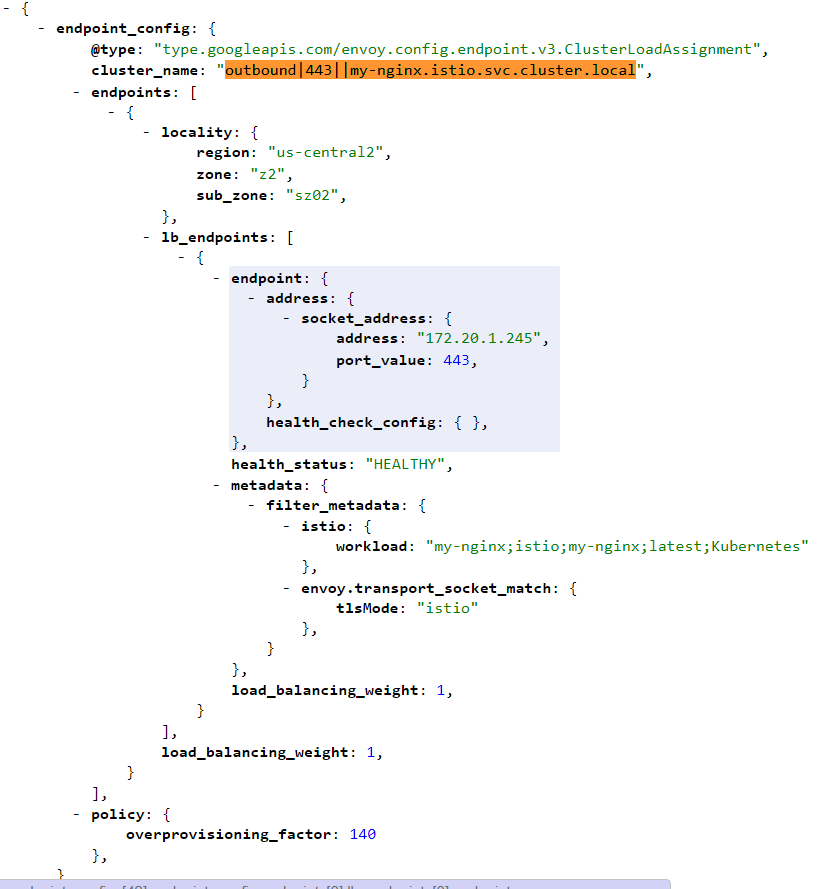 - {
- endpoint_config: {
@type: "type.googleapis.com/envoy.config.endpoint.v3.ClusterLoadAssignment",
cluster_name: "outbound|443||my-nginx.istio.svc.cluster.local",
- endpoints: [
- {
- locality: {
region: "us-central2",
zone: "z2",
sub_zone: "sz02",
},
- lb_endpoints: [
- {
- endpoint: {
- address: {
- socket_address: {
address: "172.20.1.245",
port_value: 443,
}
},
health_check_config: { },
},
health_status: "HEALTHY",
- metadata: {
- filter_metadata: {
- istio: {
workload: "my-nginx;istio;my-nginx;latest;Kubernetes"
},
- envoy.transport_socket_match: {
tlsMode: "istio"
},
}
},
load_balancing_weight: 1,
}
],
load_balancing_weight: 1,
}
],
- policy: {
overprovisioning_factor: 140
},
}